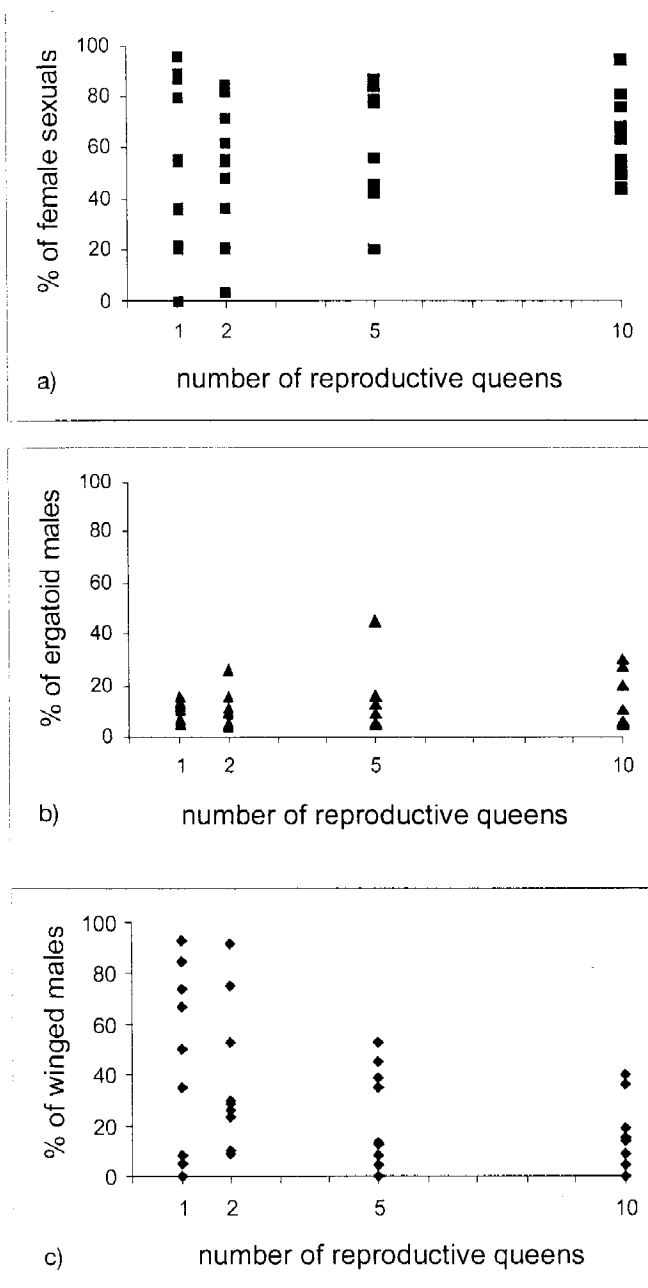 100
80
60
40
20
0
% of female sexuals
1 2 5 10
a) number of reproductive queens
100
80
60
40
20
0
% of ergatoid males
1 2 5 10
b) number of reproductive queens
100
80
60
40
20
0
% of winged males
1 2 5 10
c) number of reproductive queens